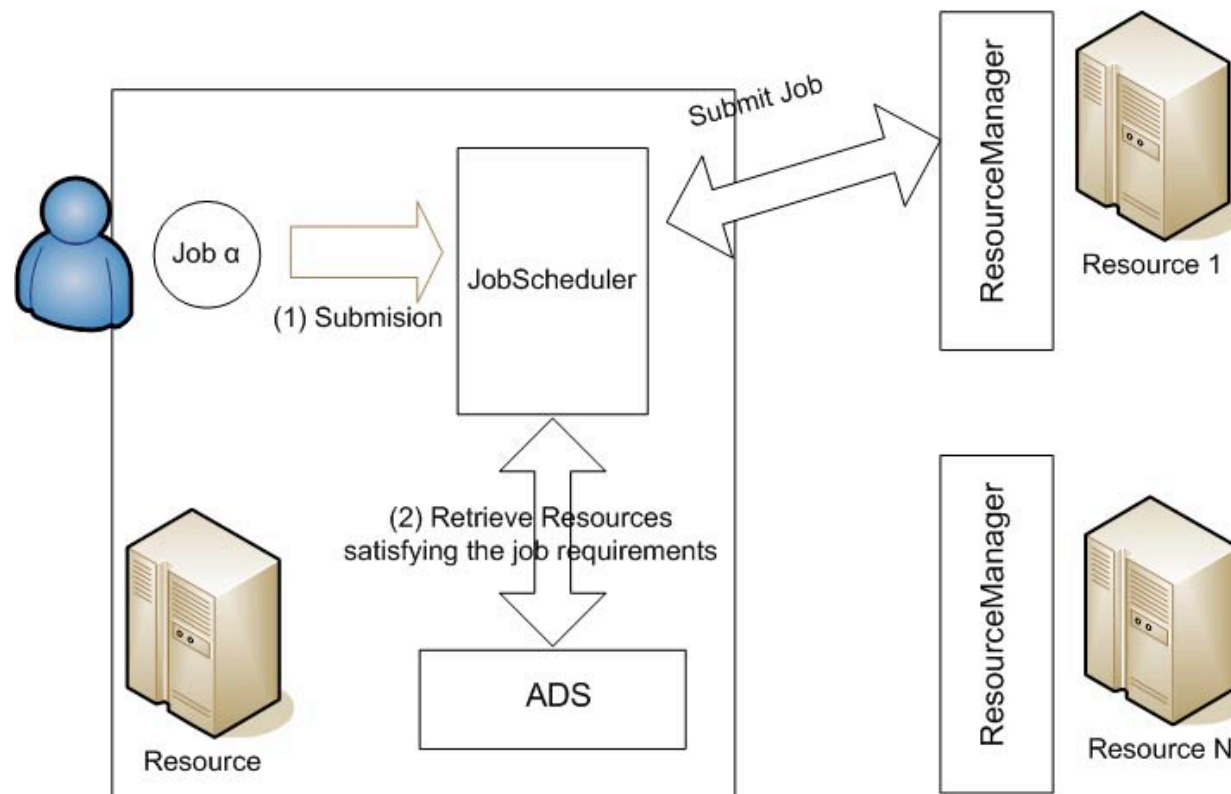 Submit Job
ResourceManager
Resource 1
Job α
(1) Submision
JobScheduler
(2) Retrieve Resources
satisfying the job requirements
ADS
Resource
ResourceManager
Resource N